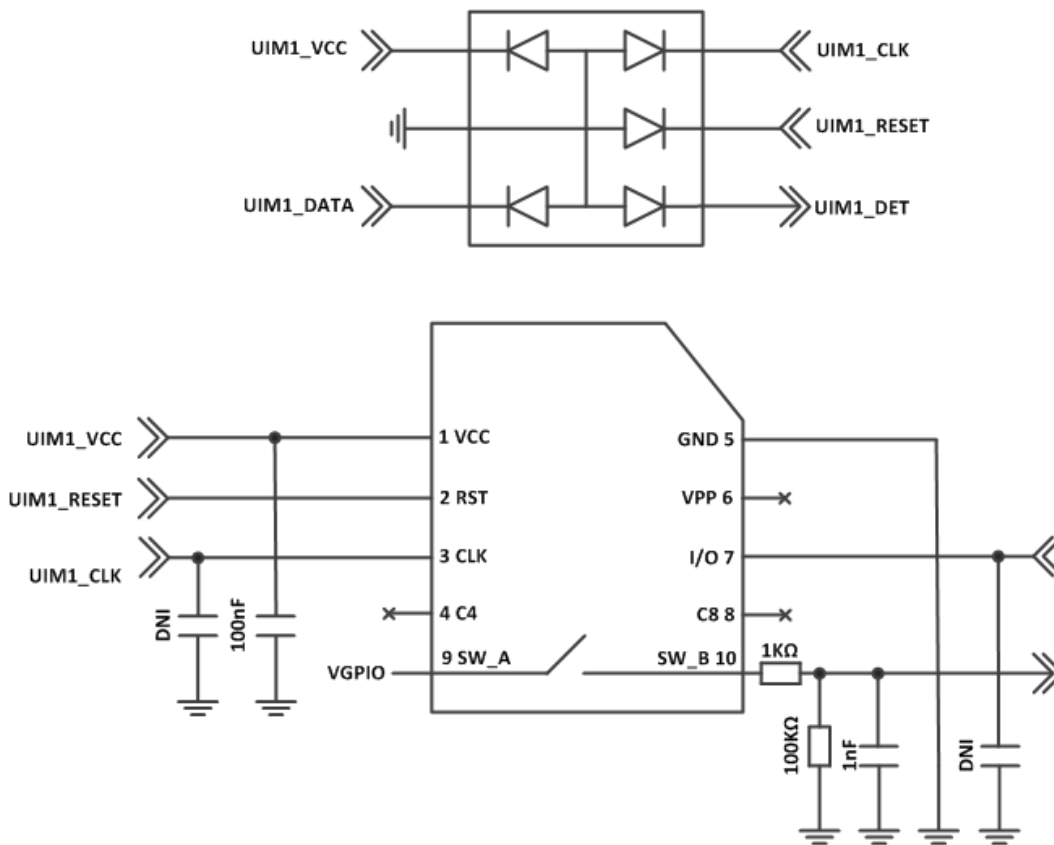 UIM1_VCC
UIM1_CLK
UIM1_RESET
UIM1_DATA
UIM1_DET
UIM1_VCC
1 VCC
GND 5
UIM1_RESET
2 RST
VPP 6
UIM1_CLK
3 CLK
I/O 7
DNI
100nF
4 C4
C8 8
VGPIO
9 SW_A
SW_B 10
1KΩ
100KΩ
1nF
DNI